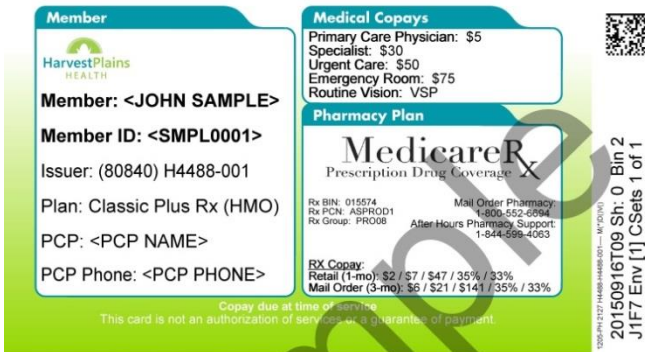 Member
HarvestPlains
HEALTH
Member: <JOHN SAMPLE>
Member ID: <SMPL0001>
Issuer: (80840) H4488-001
Plan: Classic Plus Rx (HMO)
PCP: <PCP NAME>
PCP Phone: <PCP PHONE>
Medical Copays
Primary Care Physician: $5
Specialist: $30
Urgent Care: $50
Emergency Room: $75
Routine Vision: VSP
Pharmacy Plan
MedicareRx
Prescription Drug Coverage
Rx BIN: 015574
Rx PCN: ASPROD1
Rx Group: PRO08
Mail Order Pharmacy:
1-800-552-6694
After Hours Pharmacy Support:
1-844-599-4063
RX Copay:
Retail (1-mo): $2 / $7 / $47 / 35% / 33%
Mail Order (3-mo): $6 / $21 / $141 / 35% / 33%
Copay due at time of service
This card is not an authorization of services or a guarantee of payment.
Sample
20150916T09 Sh: 0 Bin 2
J1F7 Env [1] CSets 1 of 1